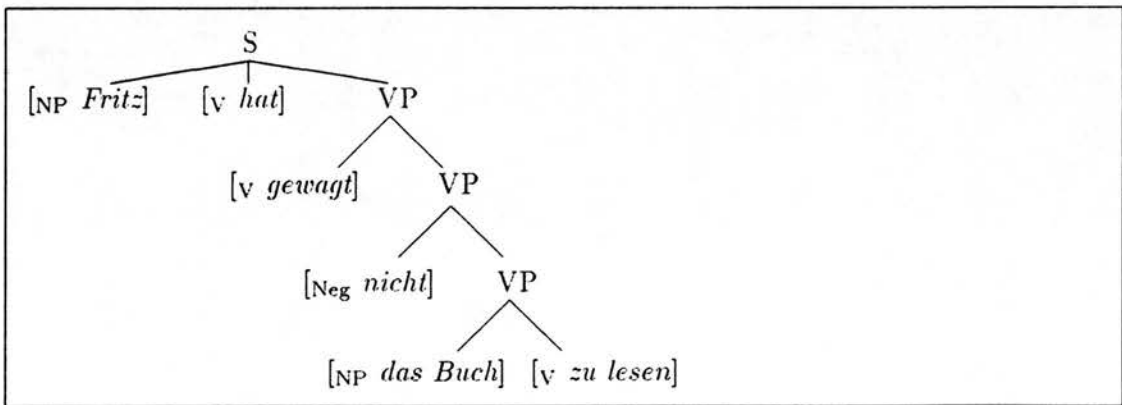 S
[NP Fritz] [V hat] VP
[V gewagt] VP
[Neg nicht] VP
[NP das Buch] [V zu lesen]